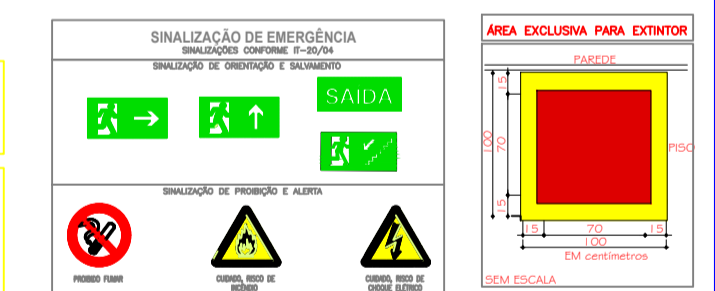 SINALIZAÇÃO DE EMERGÊNCIA
SINALIZAÇÕES CONFORME IT-20/04
SINALIZAÇÃO DE ORIENTAÇÃO E SALVAMENTO
SAIDA
SINALIZAÇÃO DE PROIBIÇÃO E ALERTA
PROIBIDO FUMAR
CUIDADO, RISCO DE
INCÊNDIO
CUIDADO, RISCO DE
CHOQUE ELÉTRICO
ÁREA EXCLUSIVA PARA EXTINTOR
PAREDE
15
100
70
PISO
15
15 70 15
100
EM centímetros
SEM ESCALA